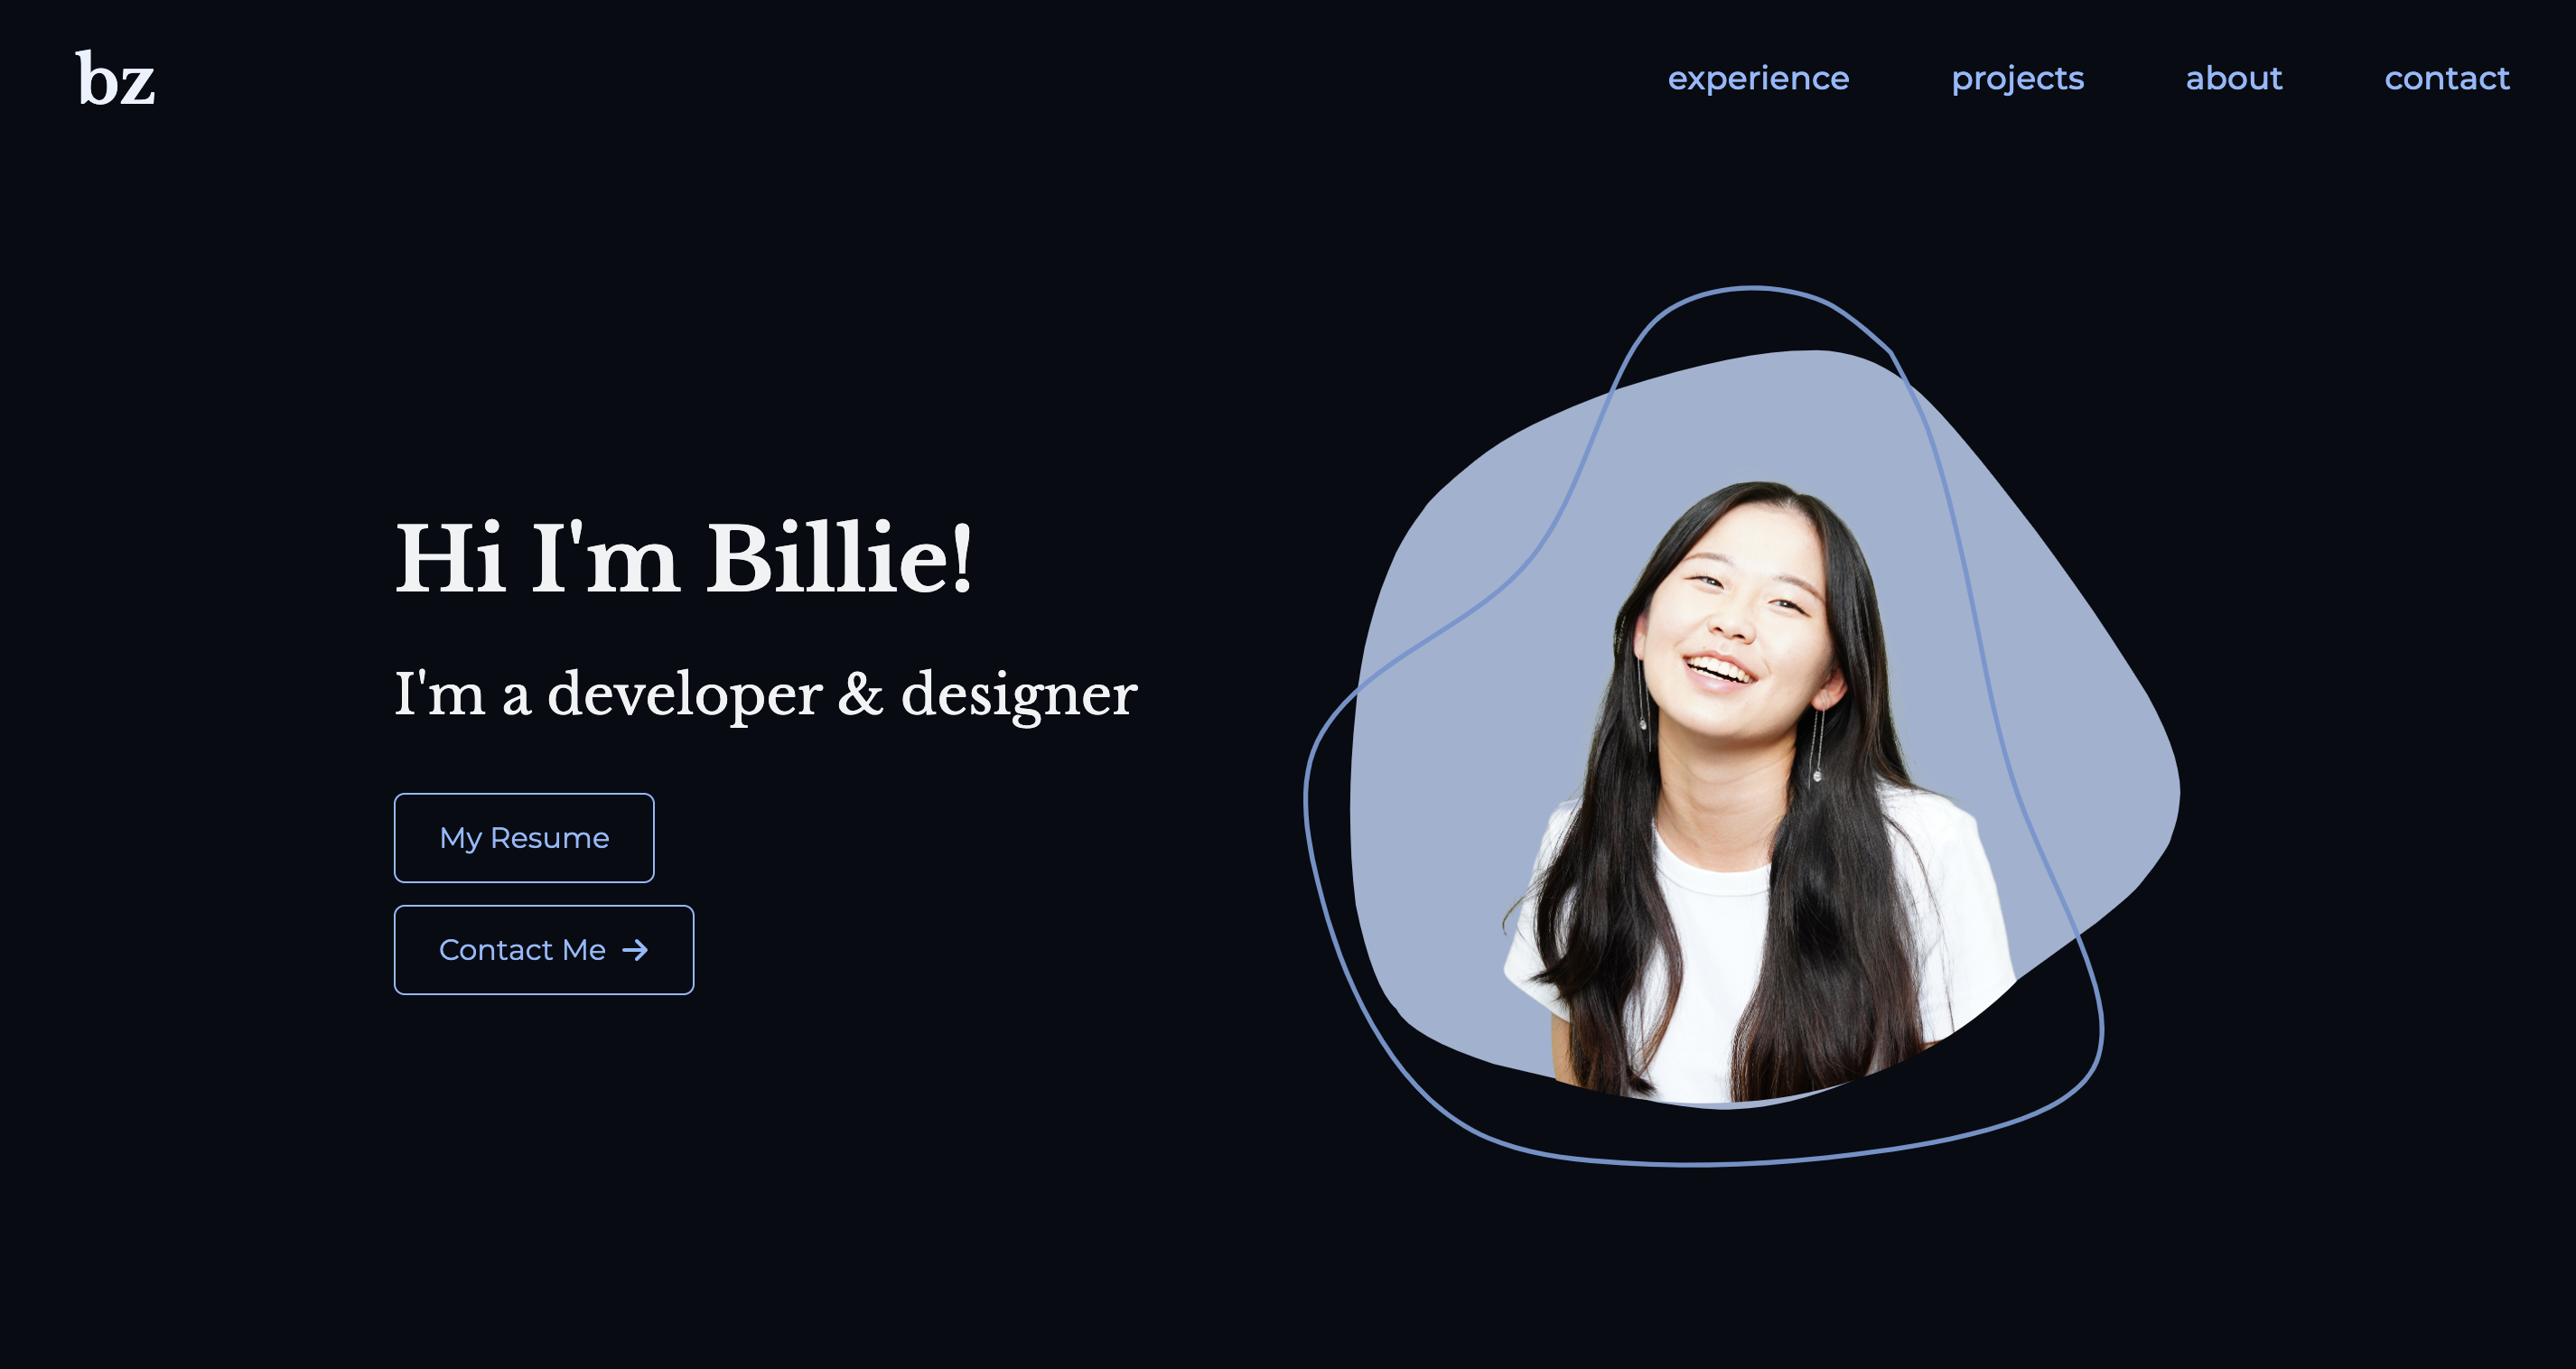 bz
experience projects about contact
Hi I'm Billie!
I'm a developer & designer
My Resume
Contact Me →